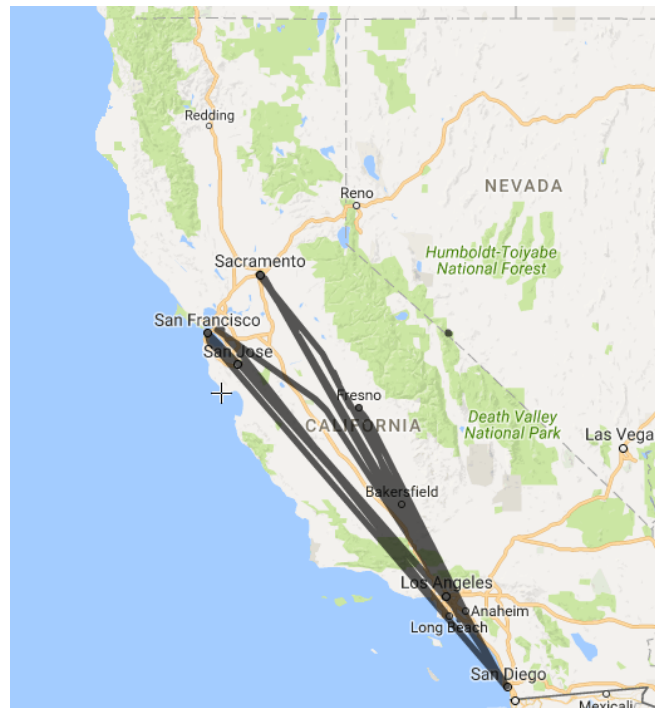 Redding
Reno
NEVADA
Sacramento
Humboldt-Toiyabe
National Forest
San Francisco
San Jose
Fresno
CALIFORNIA
Death Valley
National Park
Las Vega
Bakersfield
Los Angeles
Anaheim
Long Beach
San Diego
Mexicali